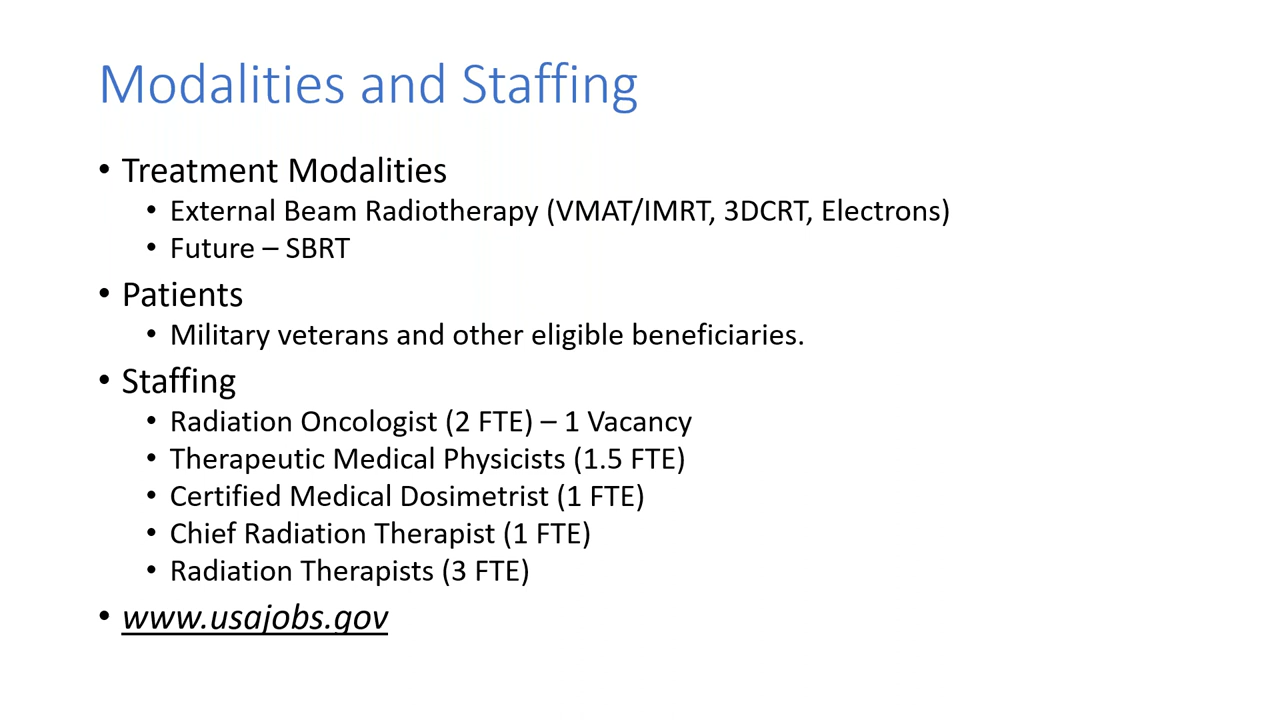 Modalities and Staffing
• Treatment Modalities
• External Beam Radiotherapy (VMAT/IMRT, 3DCRT, Electrons)
• Future – SBRT
• Patients
• Military veterans and other eligible beneficiaries.
• Staffing
• Radiation Oncologist (2 FTE) – 1 Vacancy
• Therapeutic Medical Physicists (1.5 FTE)
• Certified Medical Dosimetrist (1 FTE)
• Chief Radiation Therapist (1 FTE)
• Radiation Therapists (3 FTE)
• www.usajobs.gov